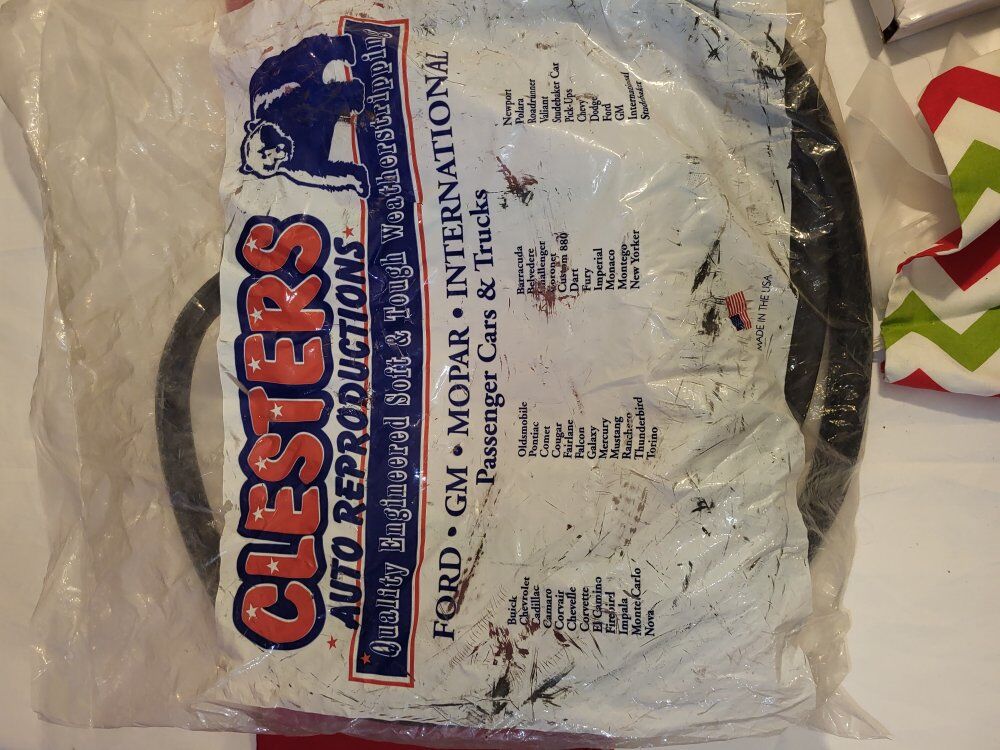 CLESTERS
AUTO REPRODUCTIONS
Quality Engineered Soft & Tough Weatherstripping
FORD • GM • MOPAR • INTERNATIONAL
Passenger Cars & Trucks
Buick
Chevrolet
Cadillac
Camaro
Corvair
Chevelle
Corvette
El Camino
Firebird
Impala
Monte Carlo
Nova
Oldsmobile
Pontiac
Comet
Cougar
Fairlane
Falcon
Galaxy
Mercury
Mustang
Ranchero
Thunderbird
Torino
Barracuda
Belvedere
Challenger
Coronet
Custom 880
Dart
Fury
Imperial
Monaco
Montego
New Yorker
Newport
Polara
Roadrunner
Valiant
Studebaker Car
Pick-Ups
Chevy
Dodge
Ford
GM
International
Studebaker
MADE IN THE USA